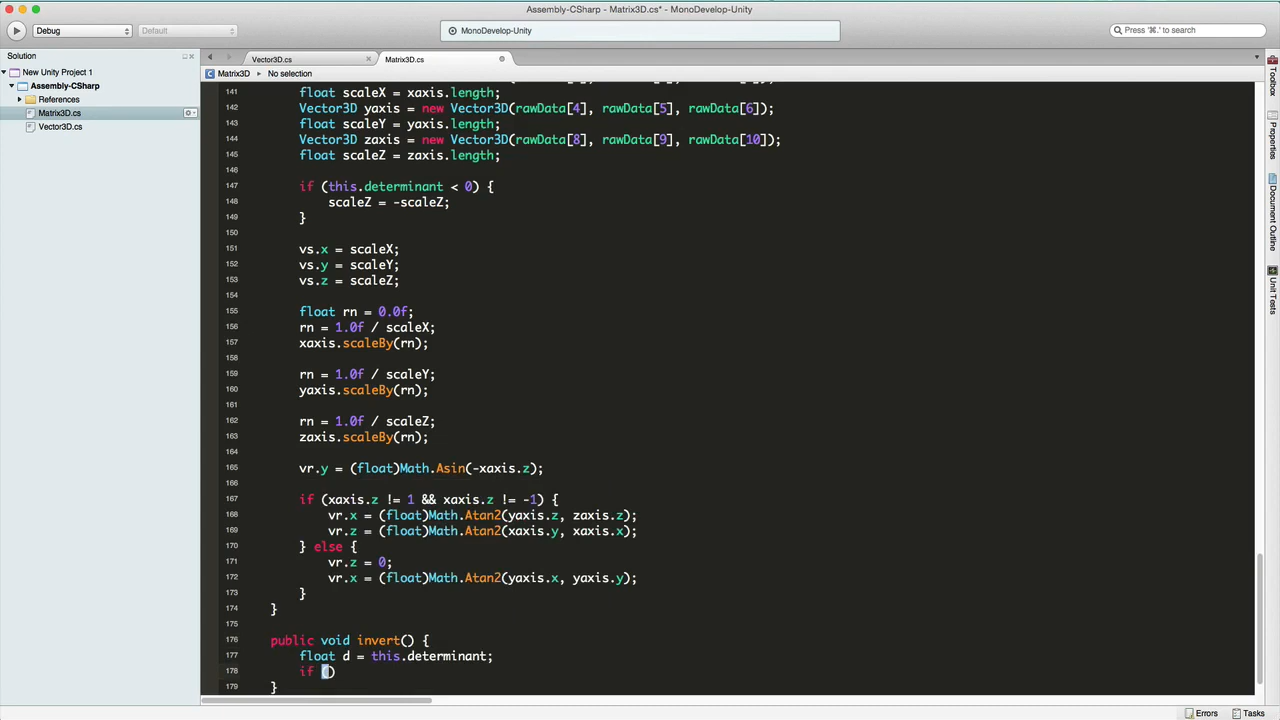 Assembly-CSharp - Matrix3D.cs* - MonoDevelop-Unity
Debug
Default
MonoDevelop-Unity
Press '⌘.' to search
Solution
New Unity Project 1
Assembly-CSharp
References
Matrix3D.cs
Vector3D.cs
Vector3D.cs
Matrix3D.cs
Matrix3D
No selection
141 float scaleX = xaxis.length;
142 Vector3D yaxis = new Vector3D(rawData[4], rawData[5], rawData[6]);
143 float scaleY = yaxis.length;
144 Vector3D zaxis = new Vector3D(rawData[8], rawData[9], rawData[10]);
145 float scaleZ = zaxis.length;
146
147 if (this.determinant < 0) {
148 scaleZ = -scaleZ;
149 }
150
151 vs.x = scaleX;
152 vs.y = scaleY;
153 vs.z = scaleZ;
154
155 float rn = 0.0f;
156 rn = 1.0f / scaleX;
157 xaxis.scaleBy(rn);
158
159 rn = 1.0f / scaleY;
160 yaxis.scaleBy(rn);
161
162 rn = 1.0f / scaleZ;
163 zaxis.scaleBy(rn);
164
165 vr.y = (float)Math.Asin(-xaxis.z);
166
167 if (xaxis.z != 1 && xaxis.z != -1) {
168 vr.x = (float)Math.Atan2(yaxis.z, zaxis.z);
169 vr.z = (float)Math.Atan2(xaxis.y, xaxis.x);
170 } else {
171 vr.z = 0;
172 vr.x = (float)Math.Atan2(yaxis.x, yaxis.y);
173 }
174 }
175
176 public void invert() {
177 float d = this.determinant;
178 if ()
179 }
Toolbox
Properties
Document Outline
Unit Tests
Errors
Tasks